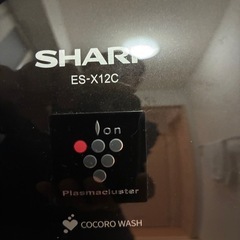 SHARP
ES-X12C
Ion
Plasmacluster
COCORO WASH